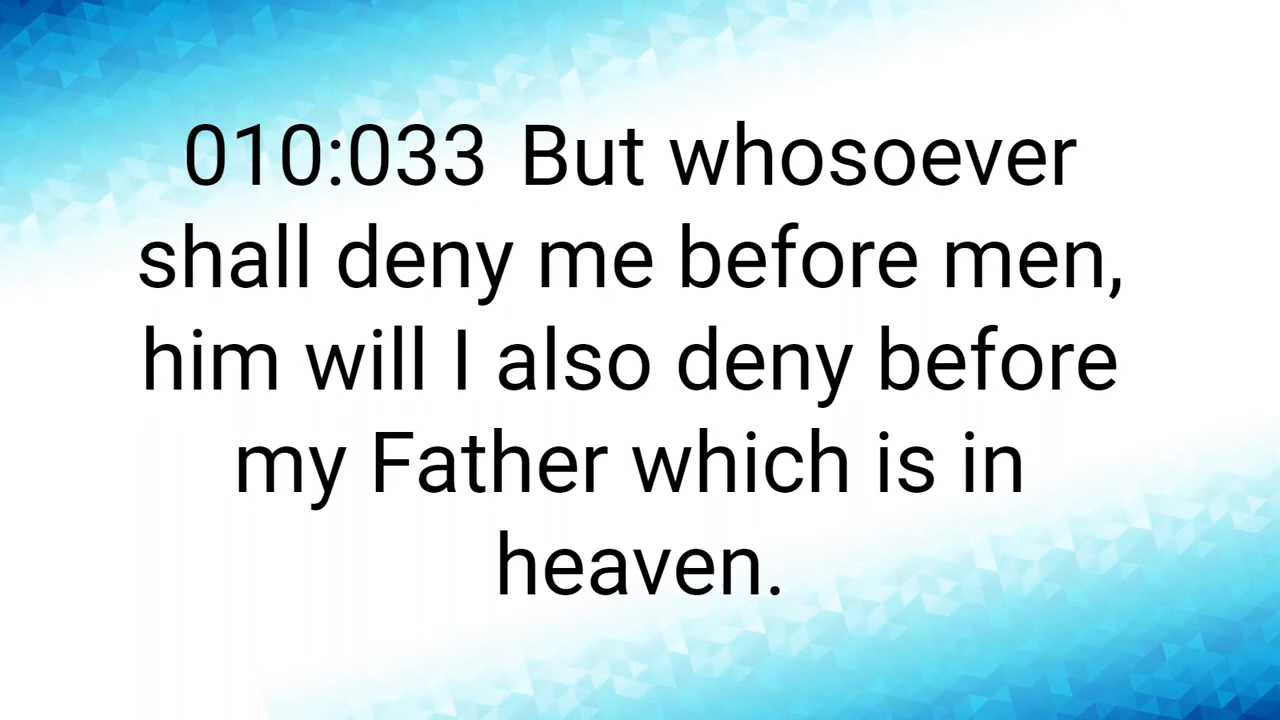 010:033 But whosoever
shall deny me before men,
him will I also deny before
my Father which is in
heaven.